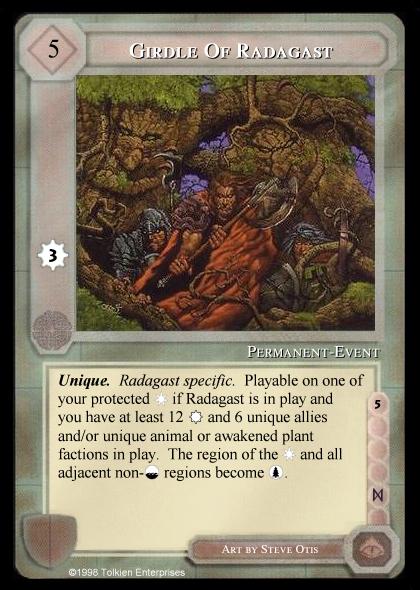 5
Girdle Of Radagast
3
Permanent-Event
Unique. Radagast specific. Playable on one of
your protected if Radagast is in play and
you have at least 12 and 6 unique allies
and/or unique animal or awakened plant
factions in play. The region of the and all
adjacent non- regions become .
5
Art by Steve Otis
©1998 Tolkien Enterprises